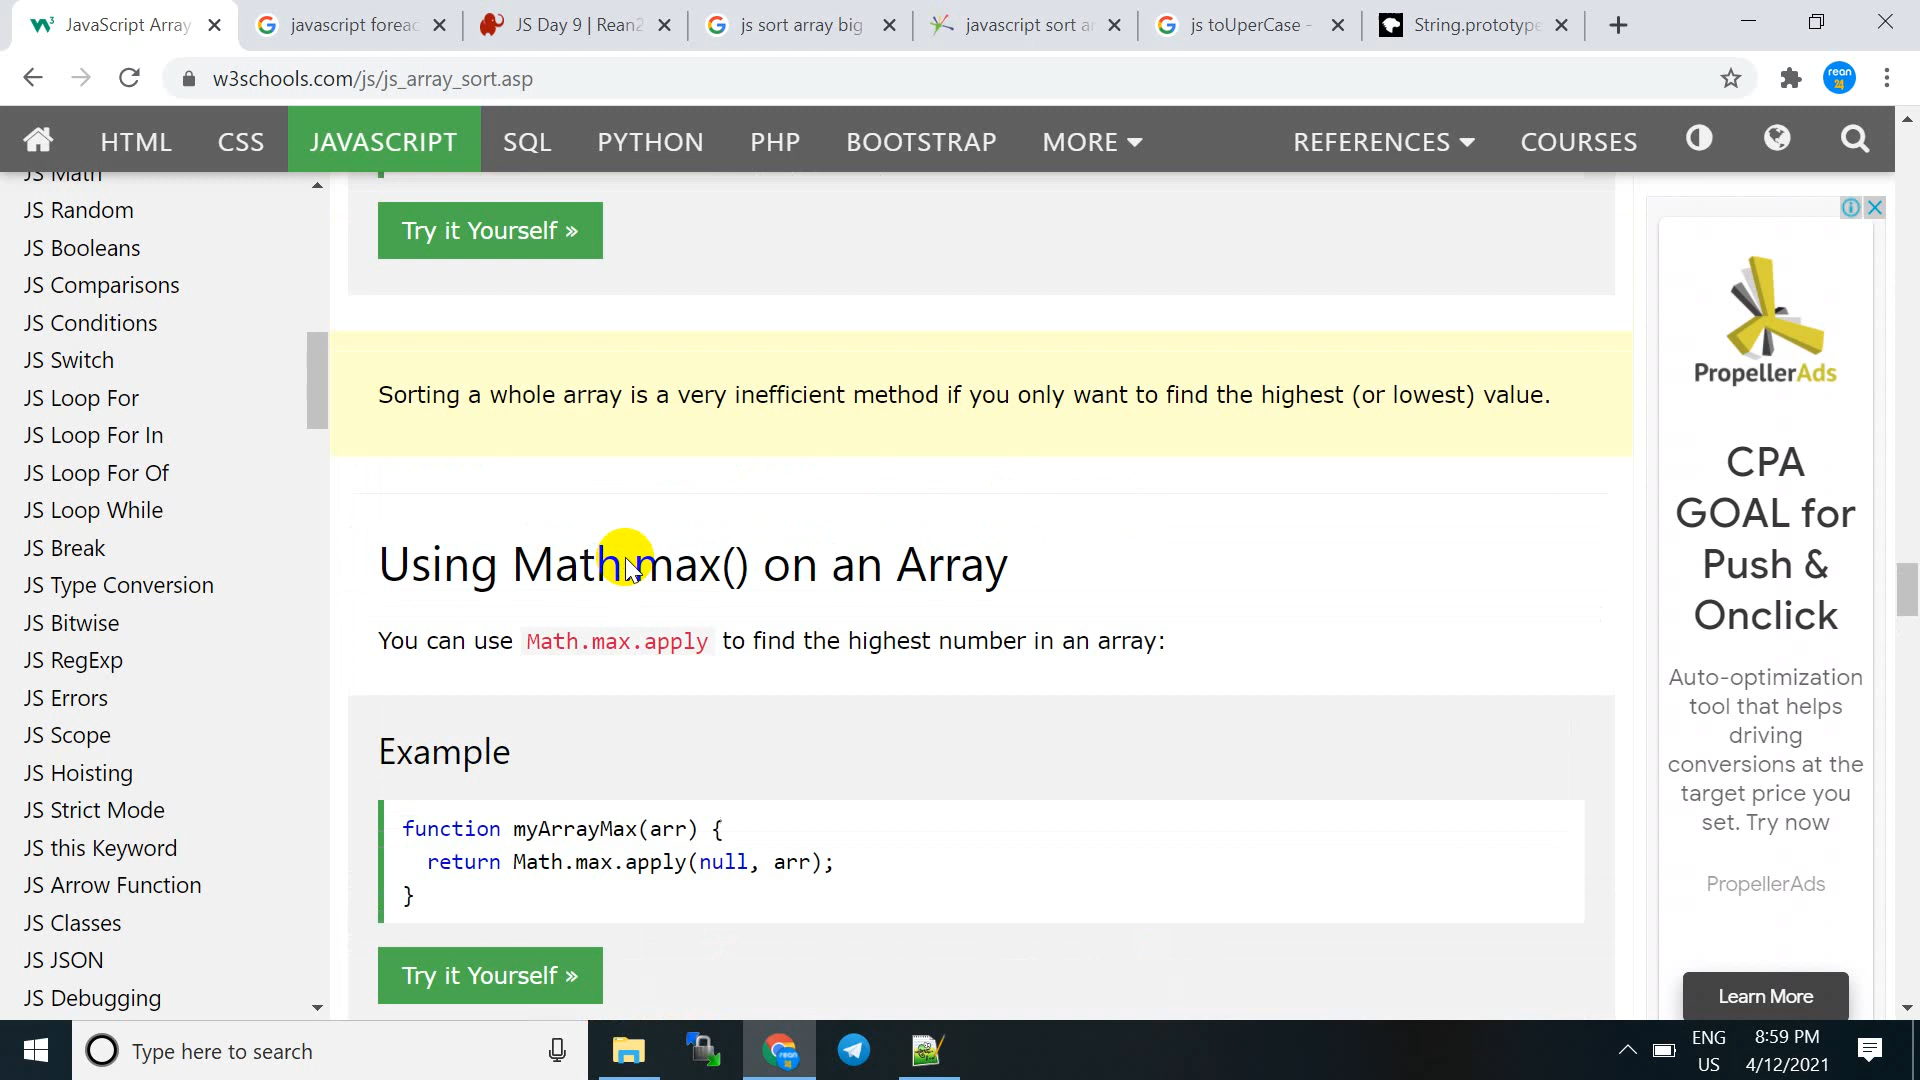 JavaScript Array
javascript foreac
JS Day 9 | Rean2
js sort array big
javascript sort ar
js toUperCase -
String.prototype
w3schools.com/js/js_array_sort.asp
rean
24
HTML
CSS
JAVASCRIPT
SQL
PYTHON
PHP
BOOTSTRAP
MORE
REFERENCES
COURSES
JS Math
JS Random
JS Booleans
JS Comparisons
JS Conditions
JS Switch
JS Loop For
JS Loop For In
JS Loop For Of
JS Loop While
JS Break
JS Type Conversion
JS Bitwise
JS RegExp
JS Errors
JS Scope
JS Hoisting
JS Strict Mode
JS this Keyword
JS Arrow Function
JS Classes
JS JSON
JS Debugging
Try it Yourself »
Sorting a whole array is a very inefficient method if you only want to find the highest (or lowest) value.
Using Math.max() on an Array
You can use Math.max.apply to find the highest number in an array:
Example
function myArrayMax(arr) {
return Math.max.apply(null, arr);
}
Try it Yourself »
PropellerAds
CPA
GOAL for
Push &
Onclick
Auto-optimization
tool that helps
driving
conversions at the
target price you
set. Try now
PropellerAds
Learn More
Type here to search
rean
24
ENG
US
8:59 PM
4/12/2021